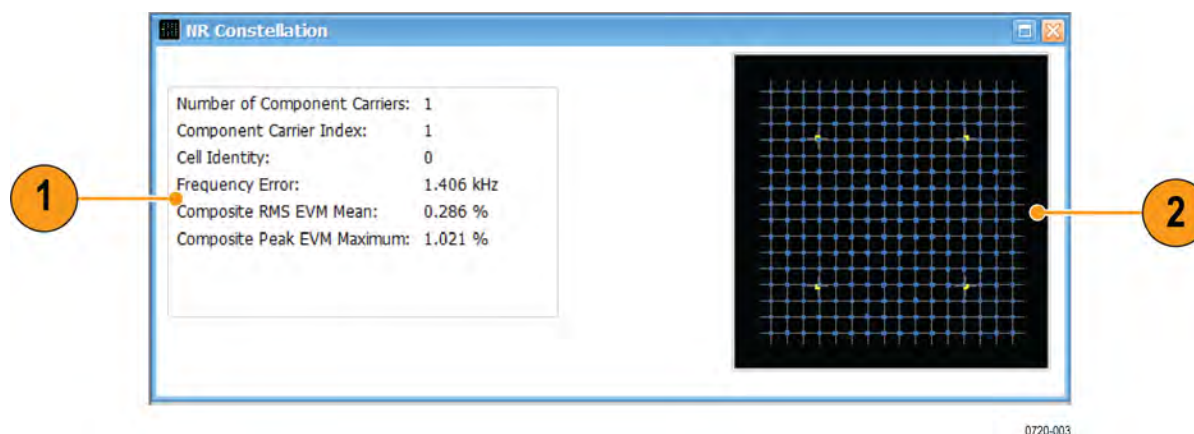 NR Constellation
Number of Component Carriers: 1
Component Carrier Index: 1
Cell Identity: 0
Frequency Error: 1.406 kHz
Composite RMS EVM Mean: 0.286 %
Composite Peak EVM Maximum: 1.021 %
1
2
0720-003